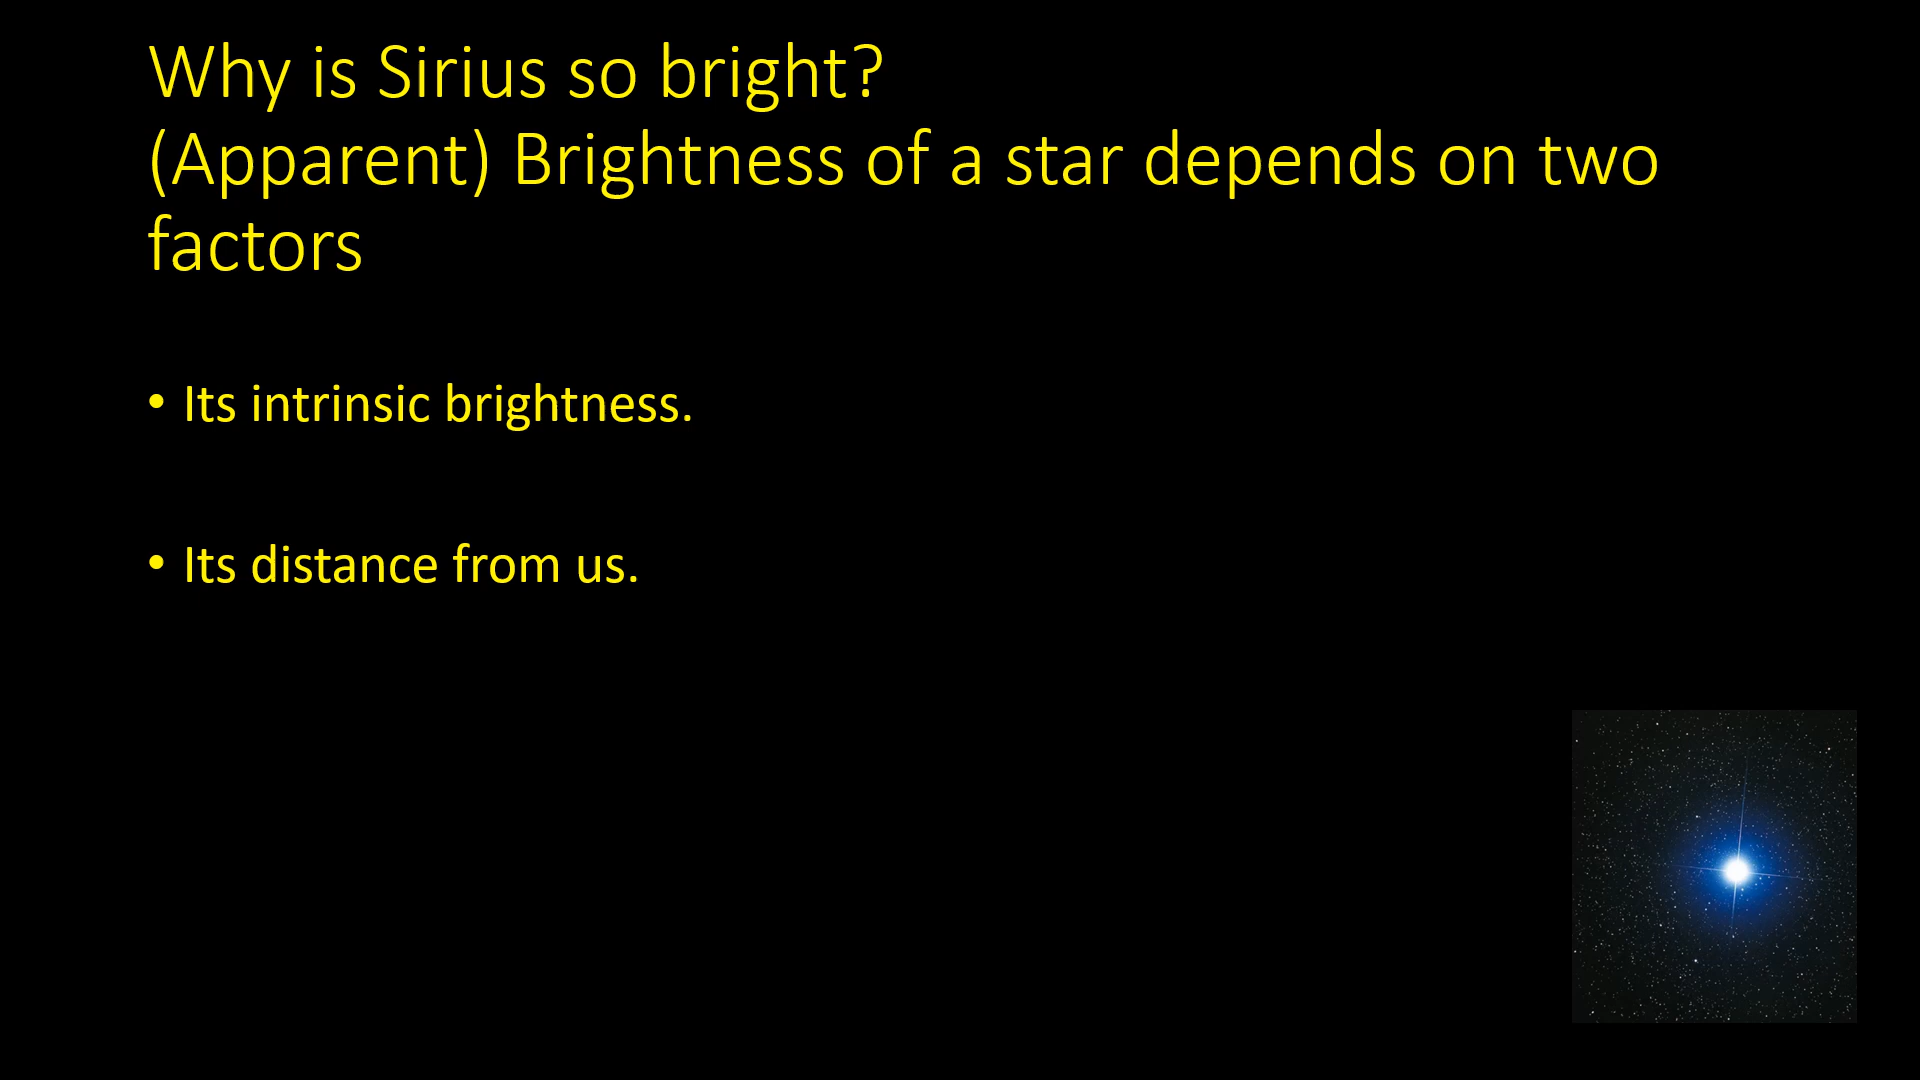 Why is Sirius so bright?
(Apparent) Brightness of a star depends on two
factors
• Its intrinsic brightness.
• Its distance from us.